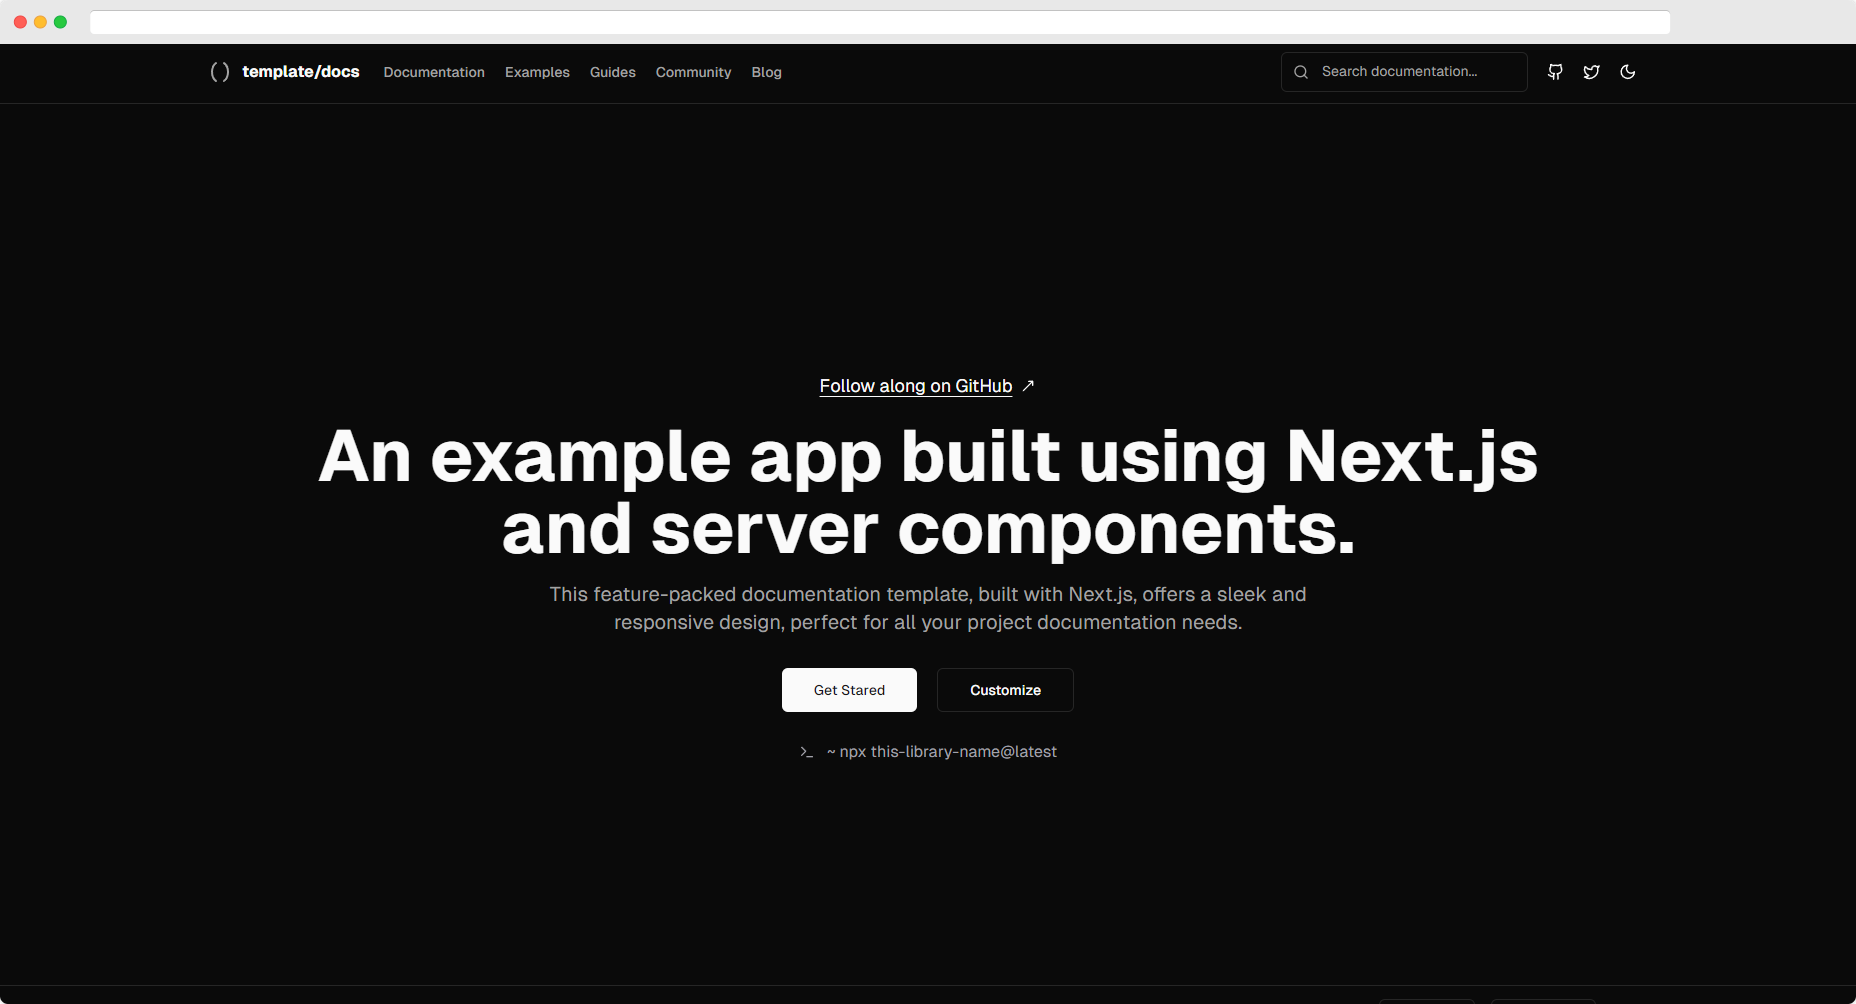 template/docs Documentation Examples Guides Community Blog Search documentation...
Follow along on GitHub ↗
An example app built using Next.js
and server components.
This feature-packed documentation template, built with Next.js, offers a sleek and
responsive design, perfect for all your project documentation needs.
Get Stared Customize
>_ ~ npx this-library-name@latest